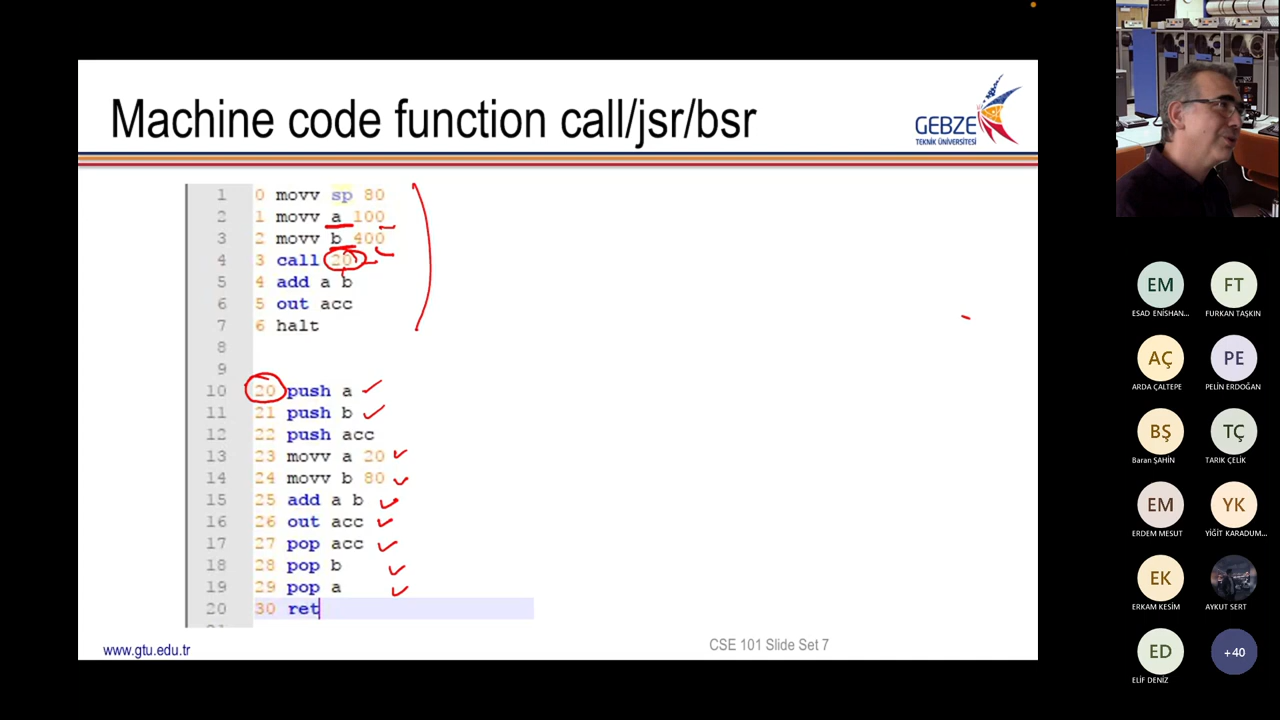 Machine code function call/jsr/bsr
GEBZE
TEKNİK ÜNİVERSİTESİ
1 0 movv sp 80
2 1 movv a 100
3 2 movv b 400
4 3 call 20
5 4 add a b
6 5 out acc
7 6 halt
8
9
10 20 push a
11 21 push b
12 22 push acc
13 23 movv a 20
14 24 movv b 80
15 25 add a b
16 26 out acc
17 27 pop acc
18 28 pop b
19 29 pop a
20 30 ret
www.gtu.edu.tr
CSE 101 Slide Set 7
EM FT
ESAD ENİSHAN... FURKAN TAŞKIN
AÇ PE
ARDA ÇALTEPE PELİN ERDOĞAN
BŞ TÇ
Baran ŞAHİN TARIK ÇELİK
EM YK
ERDEM MESUT YİĞİT KARADUM...
EK
ERKAM KESİM AYKUT SERT
ED +40
ELİF DENİZ